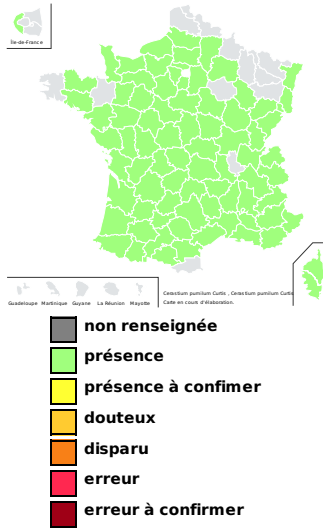 Île-de-France
Guadeloupe Martinique Guyane La Réunion Mayotte
Cerastium pumilum Curtis , Cerastium pumilum Curtis
Carte en cours d'élaboration.
non renseignée
présence
présence à confimer
douteux
disparu
erreur
erreur à confirmer